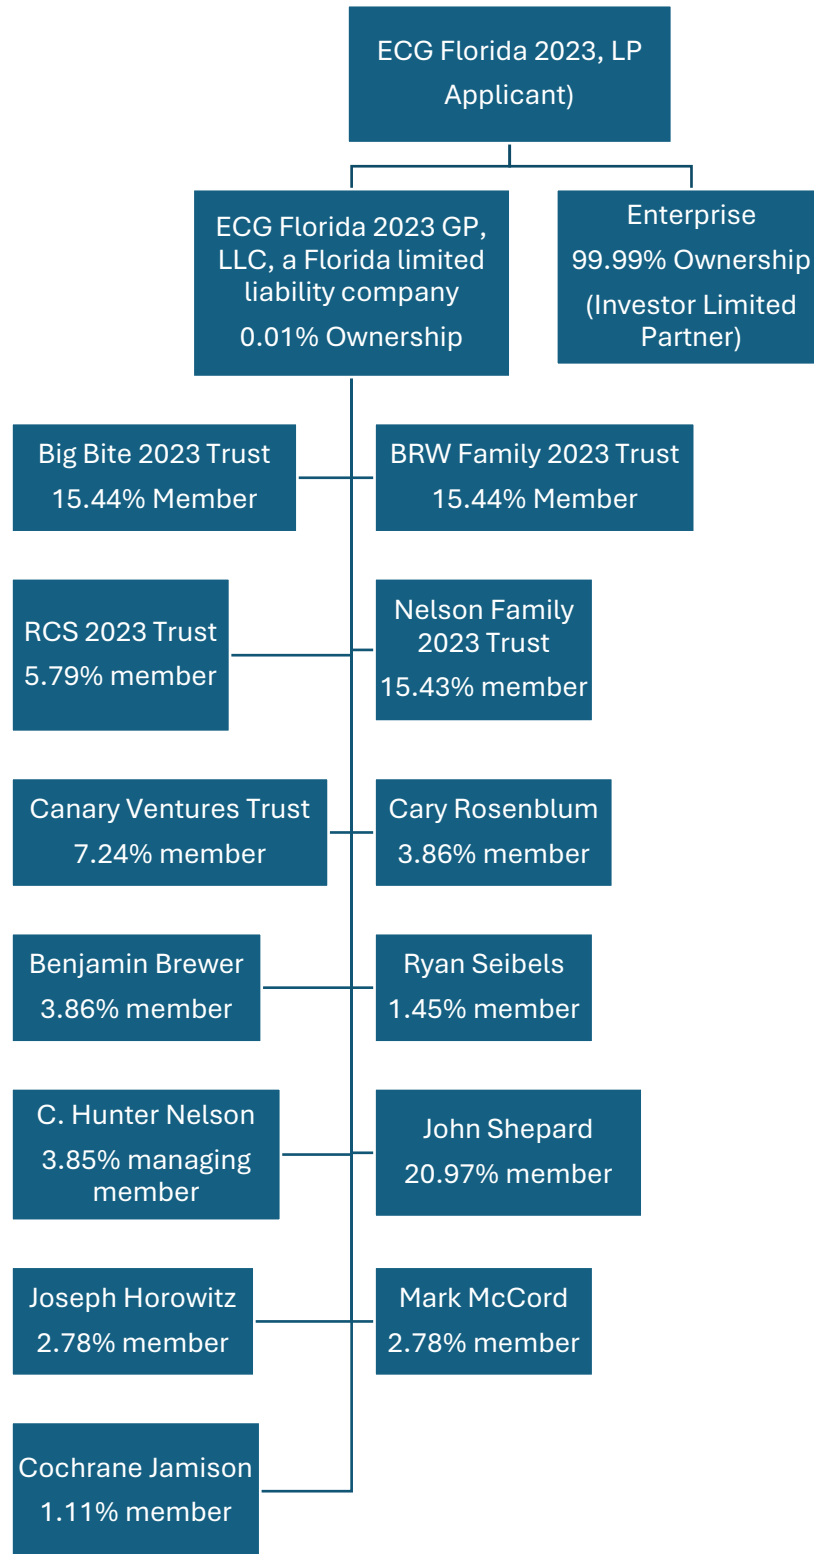 ECG Florida 2023, LP
Applicant)
ECG Florida 2023 GP,
LLC, a Florida limited
liability company
0.01% Ownership
Enterprise
99.99% Ownership
(Investor Limited
Partner)
Big Bite 2023 Trust
15.44% Member
BRW Family 2023 Trust
15.44% Member
RCS 2023 Trust
5.79% member
Nelson Family
2023 Trust
15.43% member
Canary Ventures Trust
7.24% member
Cary Rosenblum
3.86% member
Benjamin Brewer
3.86% member
Ryan Seibels
1.45% member
C. Hunter Nelson
3.85% managing
member
John Shepard
20.97% member
Joseph Horowitz
2.78% member
Mark McCord
2.78% member
Cochrane Jamison
1.11% member